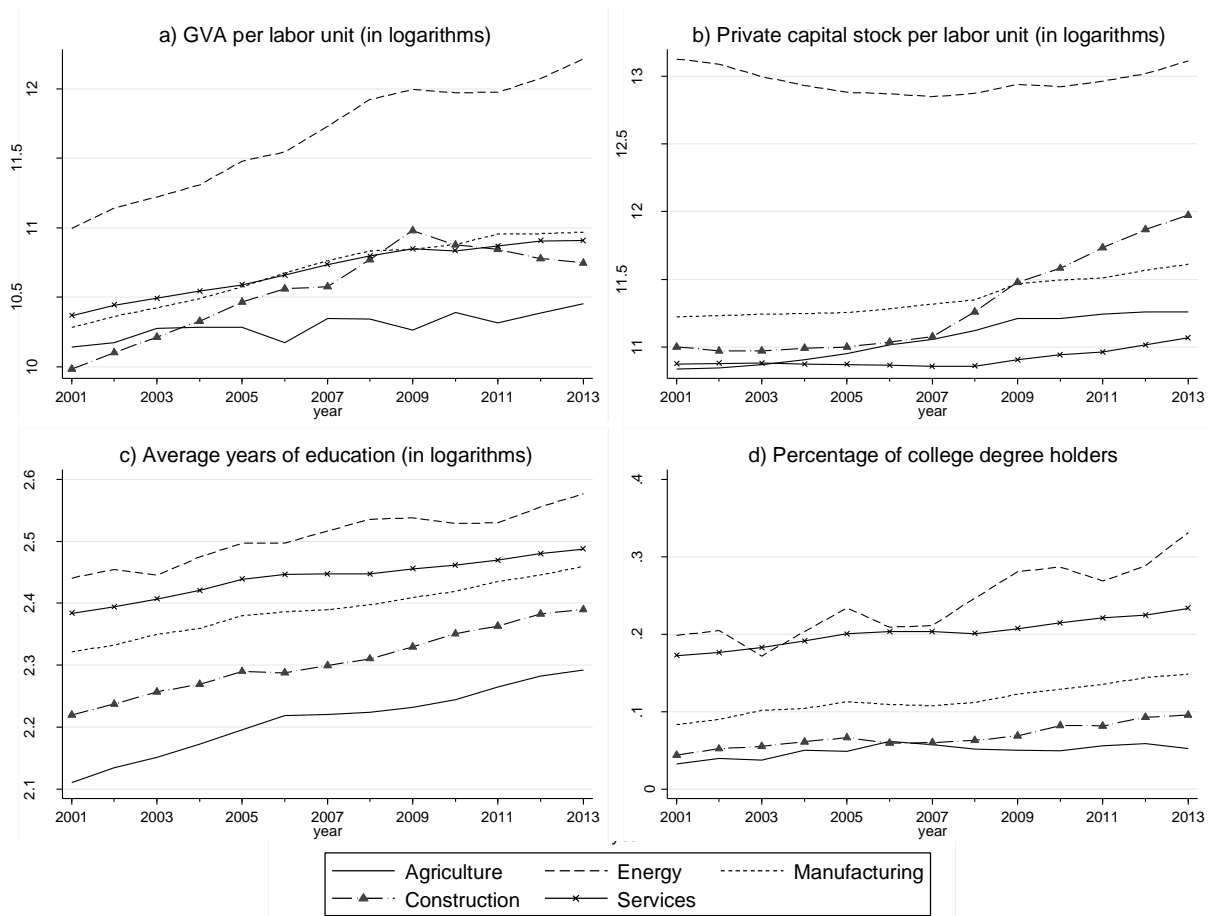 a) GVA per labor unit (in logarithms)
10 10.5 11 11.5 12
2001 2003 2005 2007 2009 2011 2013
year
b) Private capital stock per labor unit (in logarithms)
11 11.5 12 12.5 13
2001 2003 2005 2007 2009 2011 2013
year
c) Average years of education (in logarithms)
2.1 2.2 2.3 2.4 2.5 2.6
2001 2003 2005 2007 2009 2011 2013
year
d) Percentage of college degree holders
0 .1 .2 .3 .4
2001 2003 2005 2007 2009 2011 2013
year
Agriculture Energy Manufacturing
Construction Services